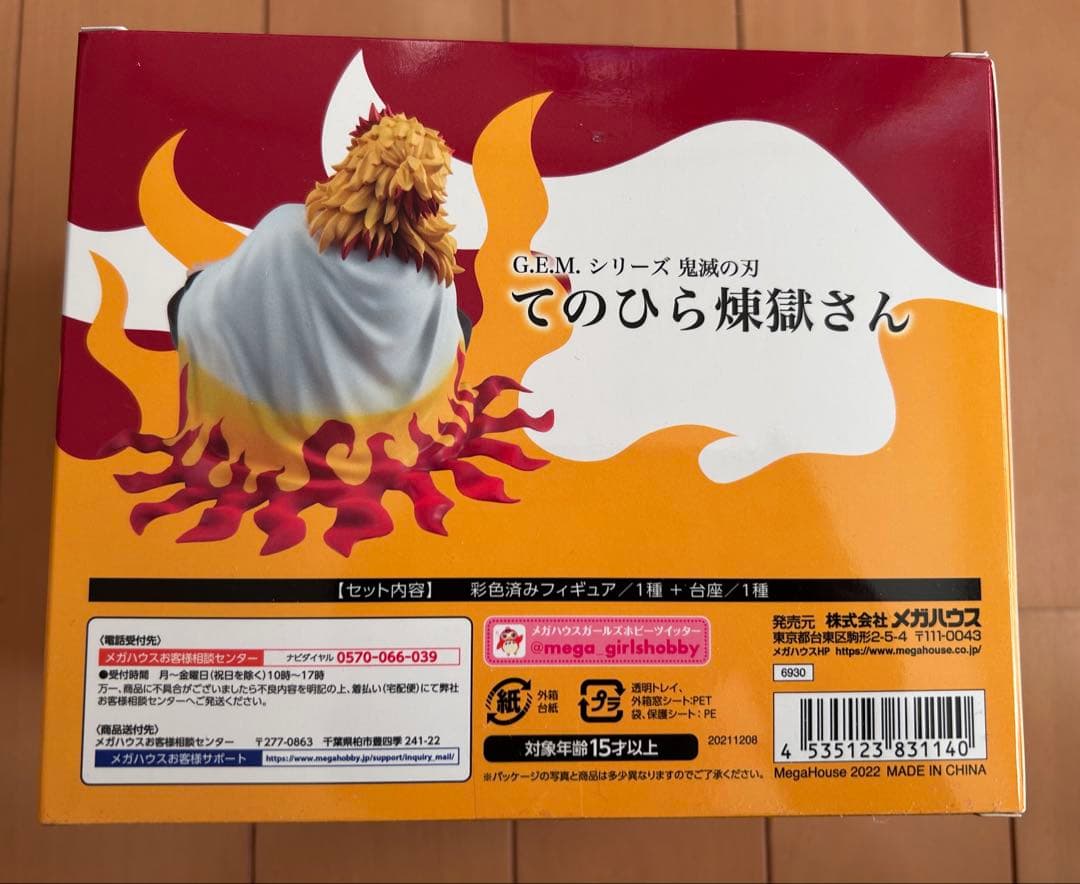 G.E.M. シリーズ 鬼滅の刃
てのひら煉獄さん
【セット内容】 彩色済みフィギュア/1種 + 台座/1種
〈電話受付先〉
メガハウスお客様相談センター ナビダイヤル 0570-066-039
●受付時間 月〜金曜日(祝日を除く)10時〜17時
万一、商品に不具合がございましたら不良内容を明記の上、着払い(宅配便)にて弊社
お客様相談センターへご発送ください。
〈商品送付先〉
メガハウスお客様相談センター 〒277-0863 千葉県柏市豊四季 241-22
メガハウスお客様サポート https://www.megahobby.jp/support/inquiry_mail/
メガハウスガールズホビーツイッター
@mega_girlshobby
紙 外箱
台紙
プラ 透明トレイ、
外箱窓シート:PET
袋、保護シート:PE
対象年齢15才以上 20211208
※パッケージの写真と商品は多少異なりますのでご了承ください。
発売元 株式会社 メガハウス
東京都台東区駒形2-5-4 〒111-0043
メガハウスHP https://www.megahouse.co.jp/
6930
4 535123 831140
MegaHouse 2022 MADE IN CHINA